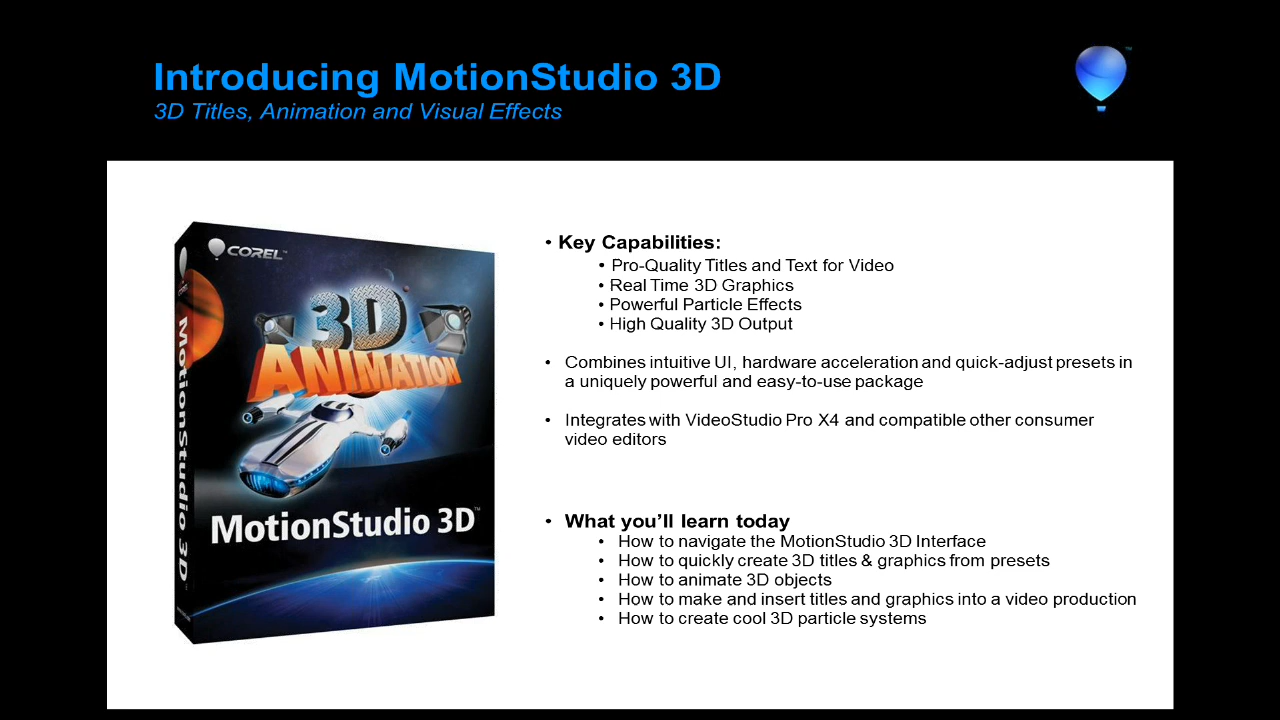 Introducing MotionStudio 3D
3D Titles, Animation and Visual Effects
™
COREL™
3D
ANIMATION
MotionStudio 3D™
COREL
MotionStudio 3D
• Key Capabilities:
• Pro-Quality Titles and Text for Video
• Real Time 3D Graphics
• Powerful Particle Effects
• High Quality 3D Output
• Combines intuitive UI, hardware acceleration and quick-adjust presets in
a uniquely powerful and easy-to-use package
• Integrates with VideoStudio Pro X4 and compatible other consumer
video editors
• What you’ll learn today
• How to navigate the MotionStudio 3D Interface
• How to quickly create 3D titles & graphics from presets
• How to animate 3D objects
• How to make and insert titles and graphics into a video production
• How to create cool 3D particle systems